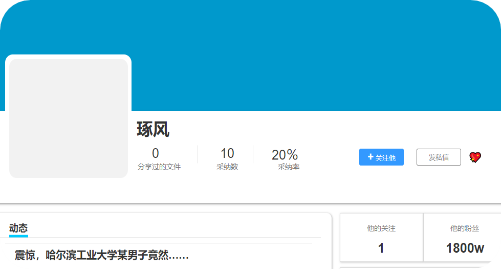 琢风
0 10 20%
分享过的文件 采纳数 采纳率
+ 关注他 发私信
动态
震惊，哈尔滨工业大学某男子竟然……
他的关注 他的粉丝
1 1800w